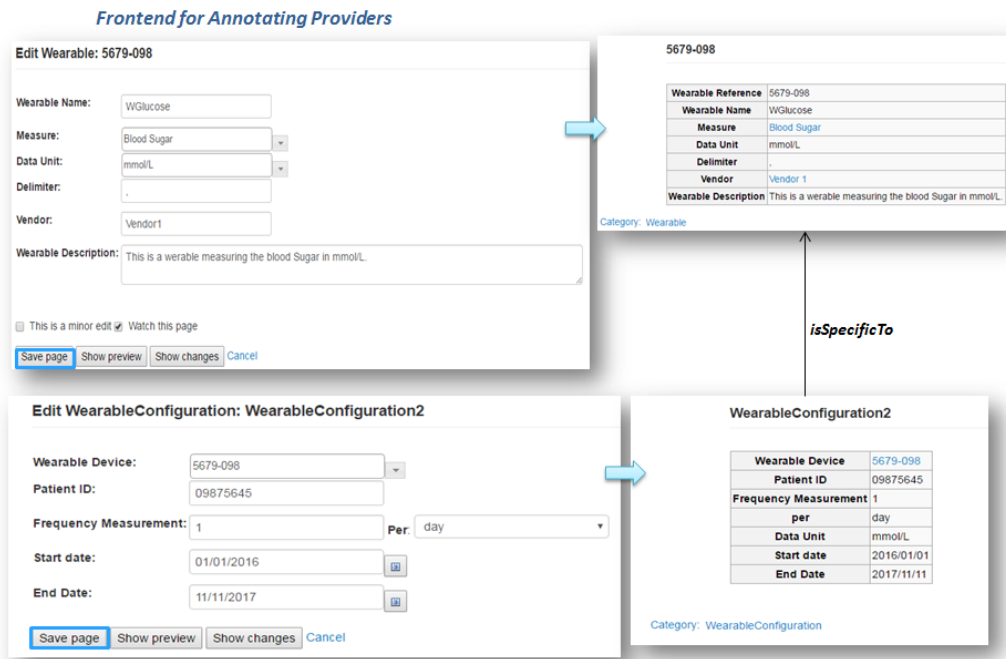 Frontend for Annotating Providers
Edit Wearable: 5679-098
Wearable Name: WGlucose
Measure: Blood Sugar
Data Unit: mmol/L
Delimiter: ,
Vendor: Vendor1
Wearable Description: This is a werable measuring the blood Sugar in mmol/L.
This is a minor edit Watch this page
Save page Show preview Show changes Cancel
5679-098
Wearable Reference 5679-098
Wearable Name WGlucose
Measure Blood Sugar
Data Unit mmol/L
Delimiter ,
Vendor Vendor 1
Wearable Description This is a werable measuring the blood Sugar in mmol/L.
Category: Wearable
isSpecificTo
Edit WearableConfiguration: WearableConfiguration2
Wearable Device: 5679-098
Patient ID: 09875645
Frequency Measurement: 1 Per: day
Start date: 01/01/2016
End Date: 11/11/2017
Save page Show preview Show changes Cancel
WearableConfiguration2
Wearable Device 5679-098
Patient ID 09875645
Frequency Measurement 1
per day
Data Unit mmol/L
Start date 2016/01/01
End Date 2017/11/11
Category: WearableConfiguration